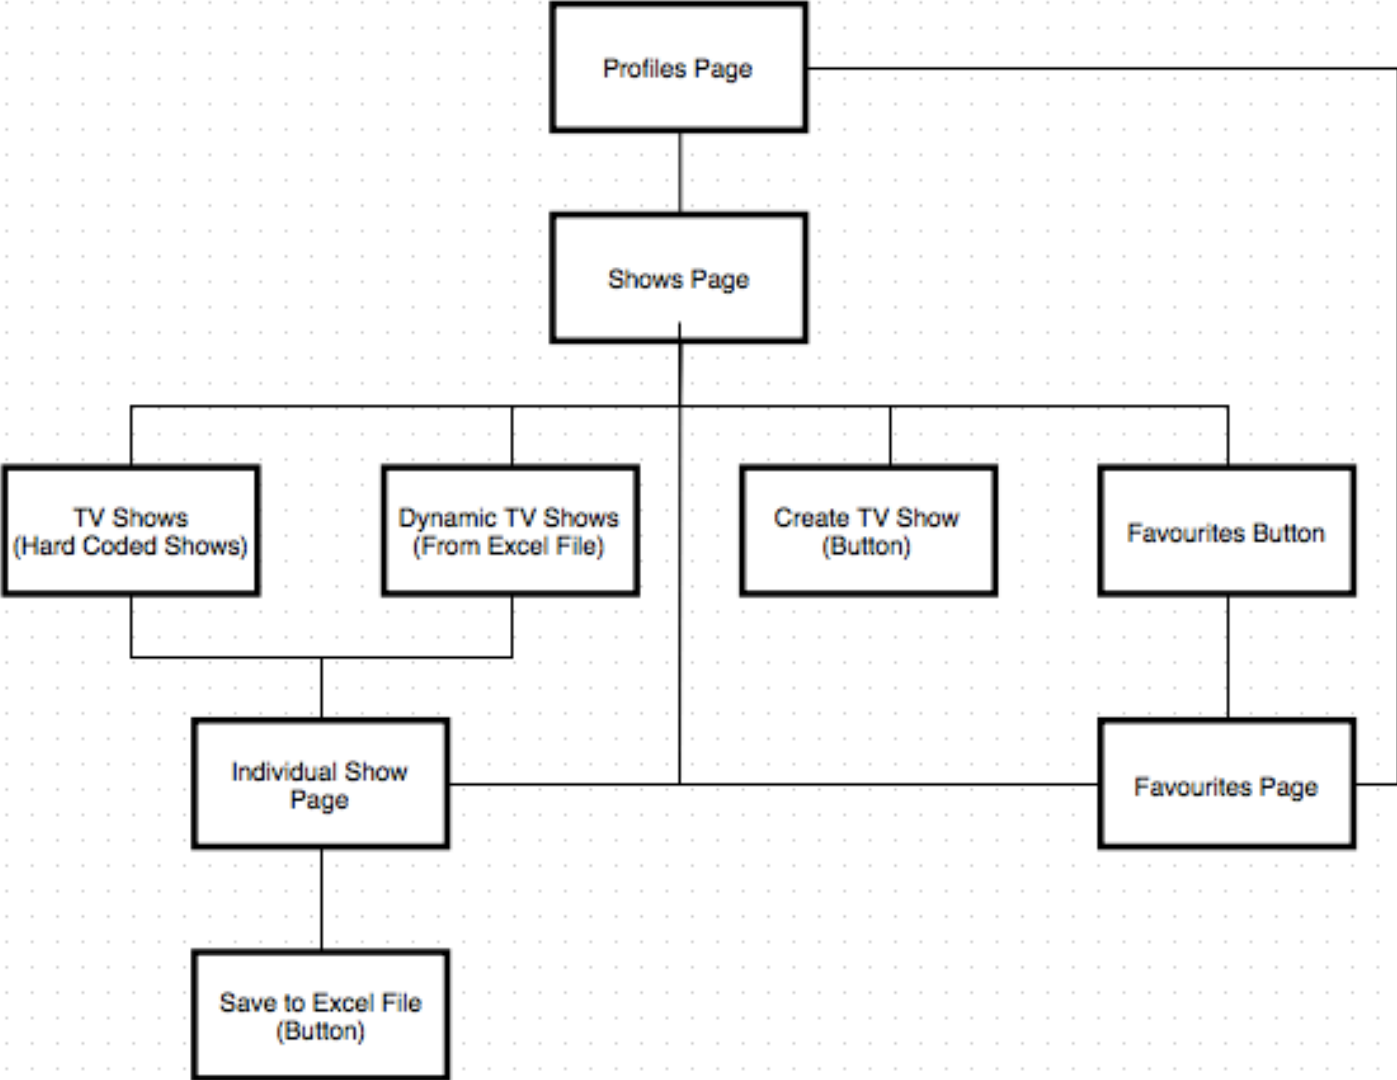 Profiles Page
Shows Page
TV Shows
(Hard Coded Shows)
Dynamic TV Shows
(From Excel File)
Create TV Show
(Button)
Favourites Button
Individual Show
Page
Favourites Page
Save to Excel File
(Button)